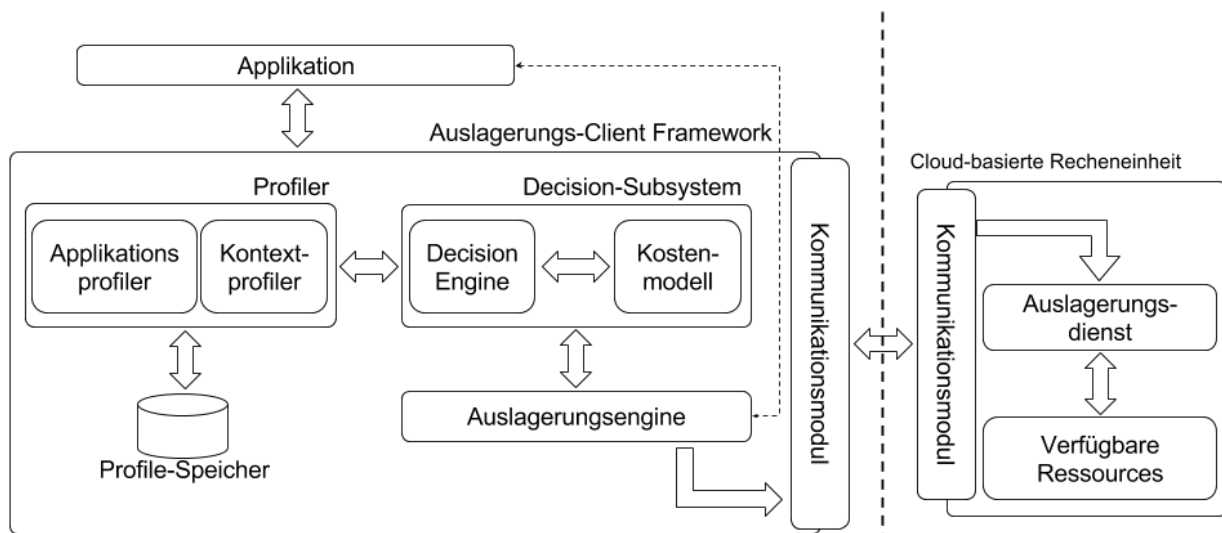 Applikation
Auslagerungs-Client Framework
Profiler
Decision-Subsystem
Applikations
profiler
Kontext-
profiler
Decision
Engine
Kosten-
modell
Auslagerungsengine
Profile-Speicher
Kommunikationsmodul
Cloud-basierte Recheneinheit
Kommunikationsmodul
Auslagerungs-
dienst
Verfügbare
Ressources